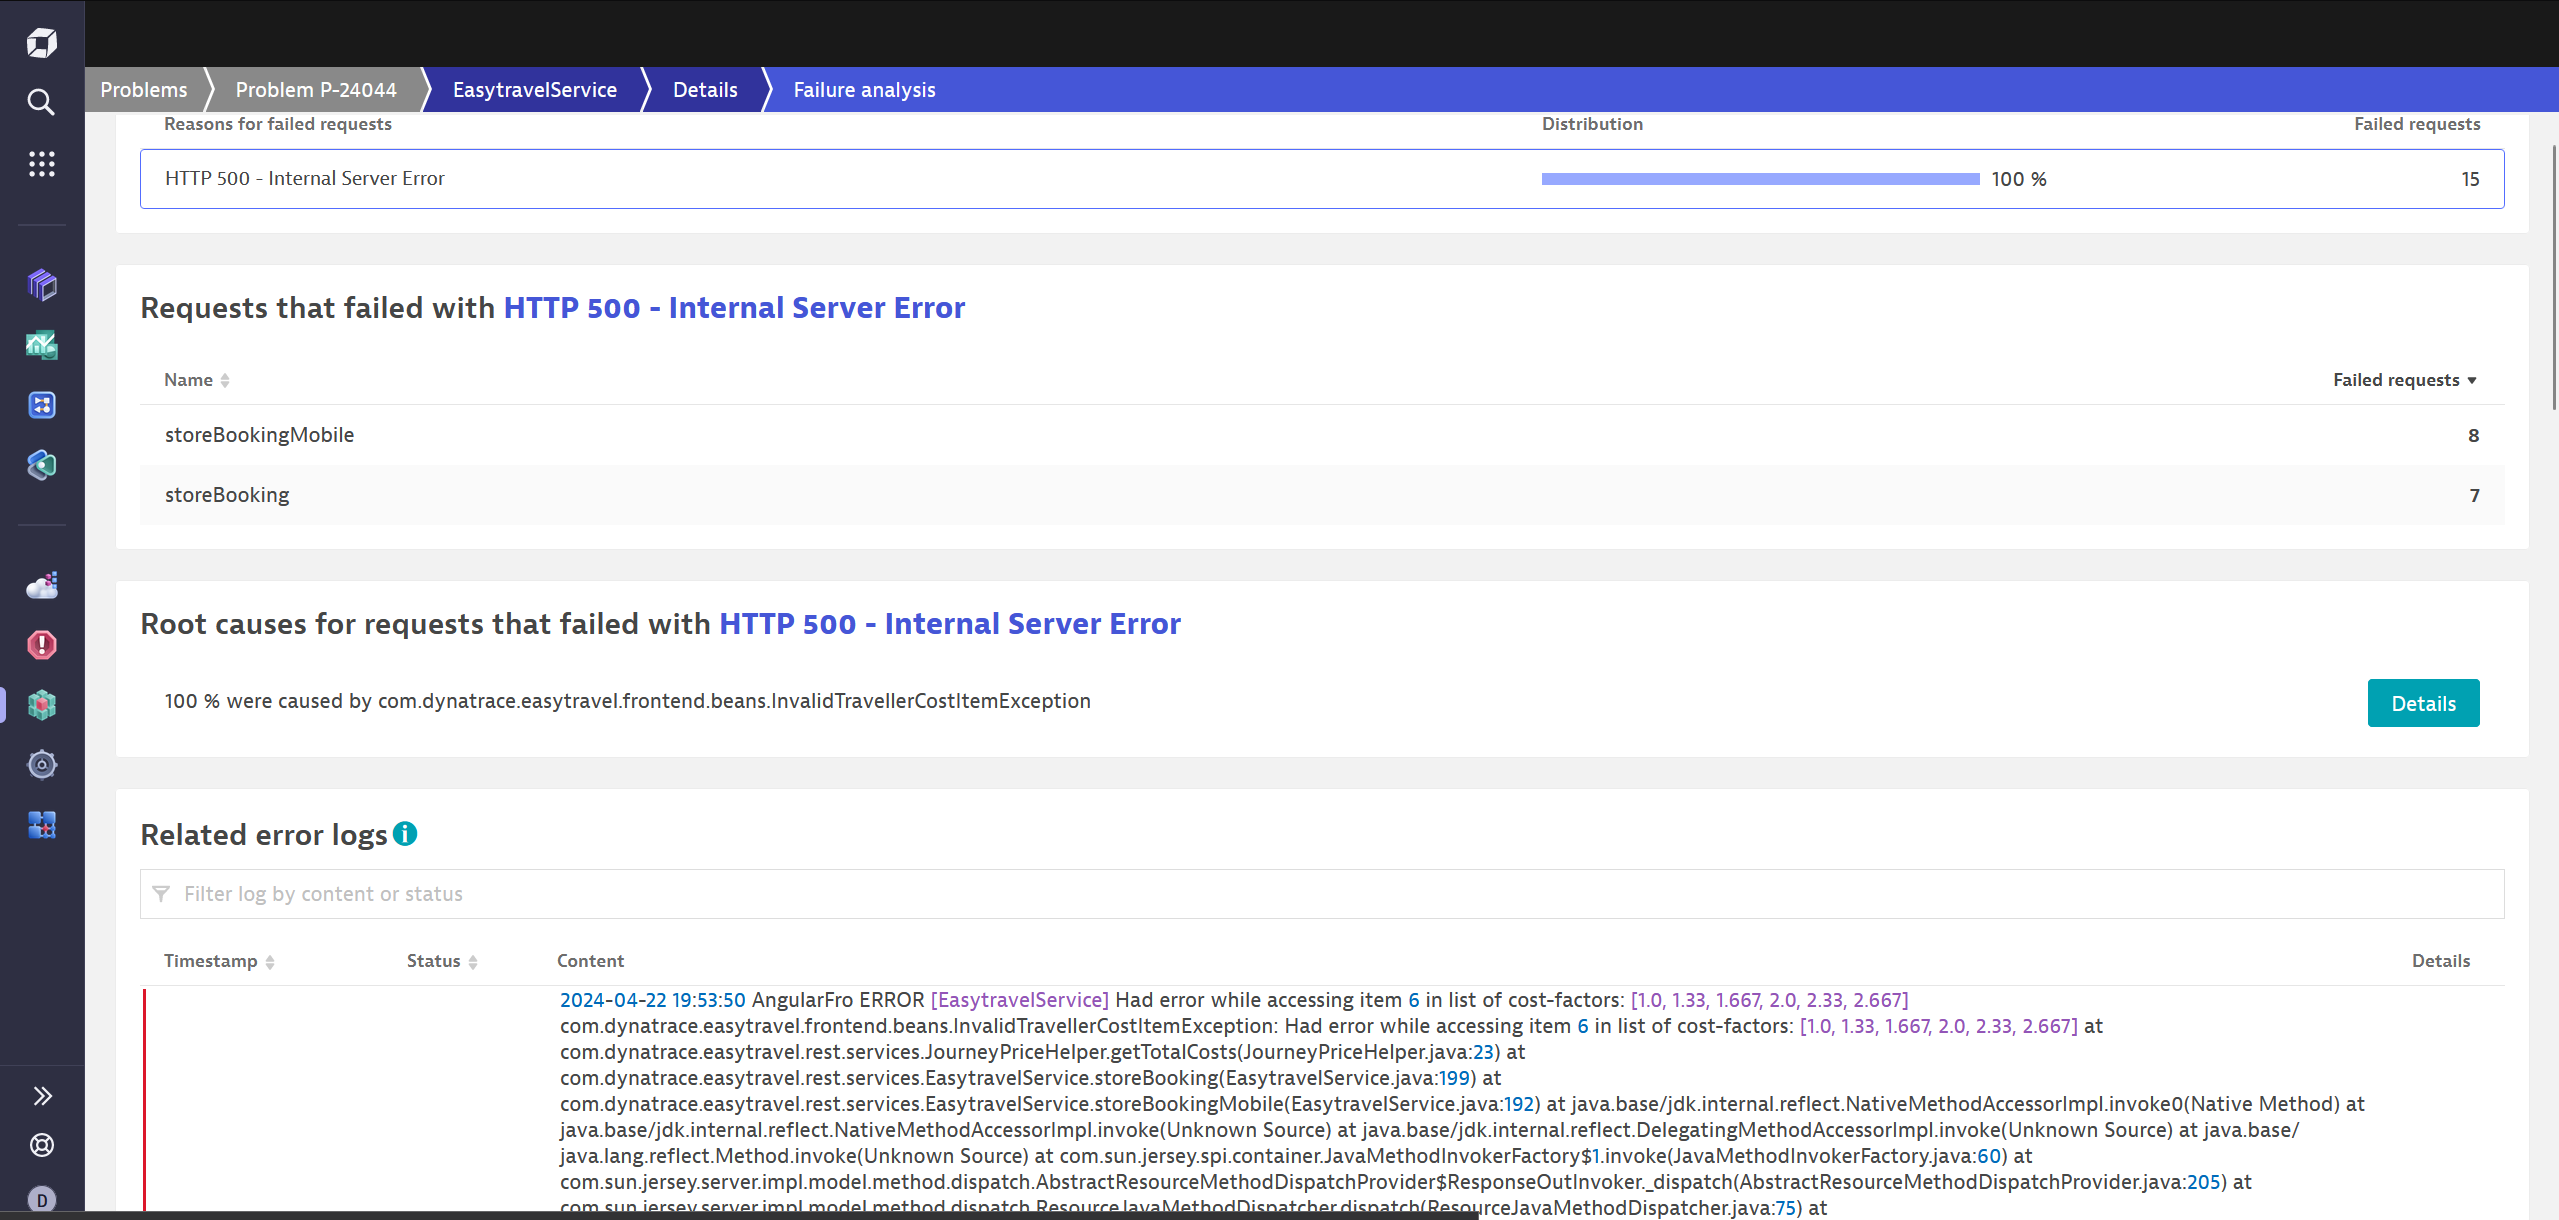 Problems
Problem P-24044
EasytravelService
Details
Failure analysis
Reasons for failed requests
Distribution
Failed requests
HTTP 500 - Internal Server Error
100 %
15
Requests that failed with HTTP 500 - Internal Server Error
Name
Failed requests
storeBookingMobile
8
storeBooking
7
Root causes for requests that failed with HTTP 500 - Internal Server Error
100 % were caused by com.dynatrace.easytravel.frontend.beans.InvalidTravellerCostItemException
Details
Related error logs
Filter log by content or status
Timestamp
Status
Content
Details
2024-04-22 19:53:50 AngularFro ERROR [EasytravelService] Had error while accessing item 6 in list of cost-factors: [1.0, 1.33, 1.667, 2.0, 2.33, 2.667]
com.dynatrace.easytravel.frontend.beans.InvalidTravellerCostItemException: Had error while accessing item 6 in list of cost-factors: [1.0, 1.33, 1.667, 2.0, 2.33, 2.667] at
com.dynatrace.easytravel.rest.services.JourneyPriceHelper.getTotalCosts(JourneyPriceHelper.java:23) at
com.dynatrace.easytravel.rest.services.EasytravelService.storeBooking(EasytravelService.java:199) at
com.dynatrace.easytravel.rest.services.EasytravelService.storeBookingMobile(EasytravelService.java:192) at java.base/jdk.internal.reflect.NativeMethodAccessorImpl.invoke0(Native Method) at
java.base/jdk.internal.reflect.NativeMethodAccessorImpl.invoke(Unknown Source) at java.base/jdk.internal.reflect.DelegatingMethodAccessorImpl.invoke(Unknown Source) at java.base/
java.lang.reflect.Method.invoke(Unknown Source) at com.sun.jersey.spi.container.JavaMethodInvokerFactory$1.invoke(JavaMethodInvokerFactory.java:60) at
com.sun.jersey.server.impl.model.method.dispatch.AbstractResourceMethodDispatchProvider$ResponseOutInvoker._dispatch(AbstractResourceMethodDispatchProvider.java:205) at
com.sun.jersey.server.impl.model.method.dispatch.ResourceJavaMethodDispatcher.dispatch(ResourceJavaMethodDispatcher.java:75) at
D